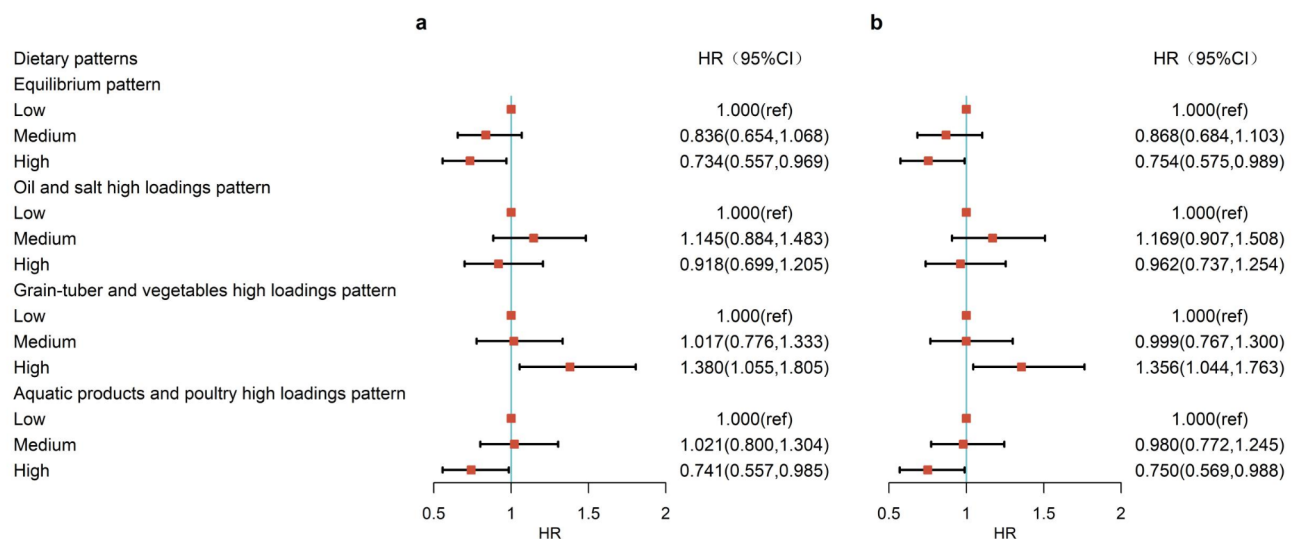 a b
Dietary patterns HR（95%CI） HR（95%CI）
Equilibrium pattern
Low 1.000(ref) 1.000(ref)
Medium 0.836(0.654,1.068) 0.868(0.684,1.103)
High 0.734(0.557,0.969) 0.754(0.575,0.989)
Oil and salt high loadings pattern
Low 1.000(ref) 1.000(ref)
Medium 1.145(0.884,1.483) 1.169(0.907,1.508)
High 0.918(0.699,1.205) 0.962(0.737,1.254)
Grain-tuber and vegetables high loadings pattern
Low 1.000(ref) 1.000(ref)
Medium 1.017(0.776,1.333) 0.999(0.767,1.300)
High 1.380(1.055,1.805) 1.356(1.044,1.763)
Aquatic products and poultry high loadings pattern
Low 1.000(ref) 1.000(ref)
Medium 1.021(0.800,1.304) 0.980(0.772,1.245)
High 0.741(0.557,0.985) 0.750(0.569,0.988)
0.5 1 1.5 2 0.5 1 1.5 2
HR HR